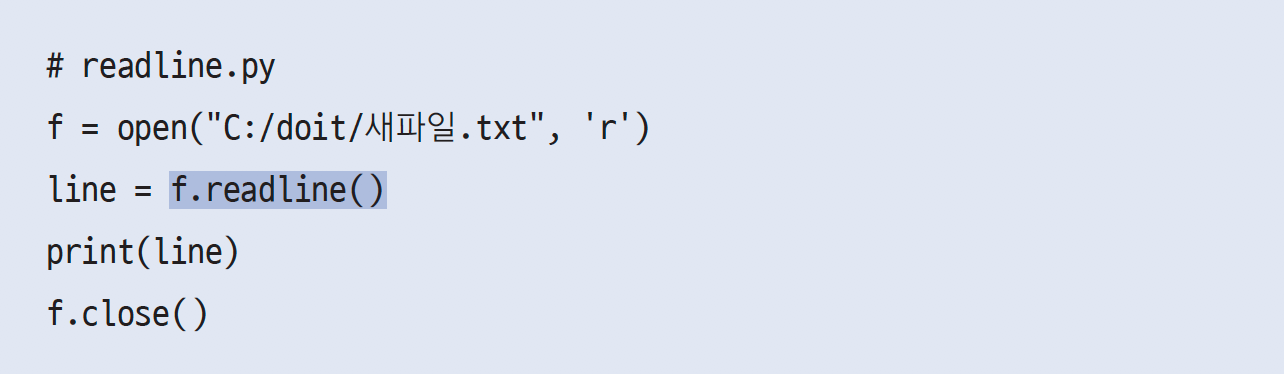 # readline.py
f = open("C:/doit/새파일.txt", 'r')
line = f.readline()
print(line)
f.close()